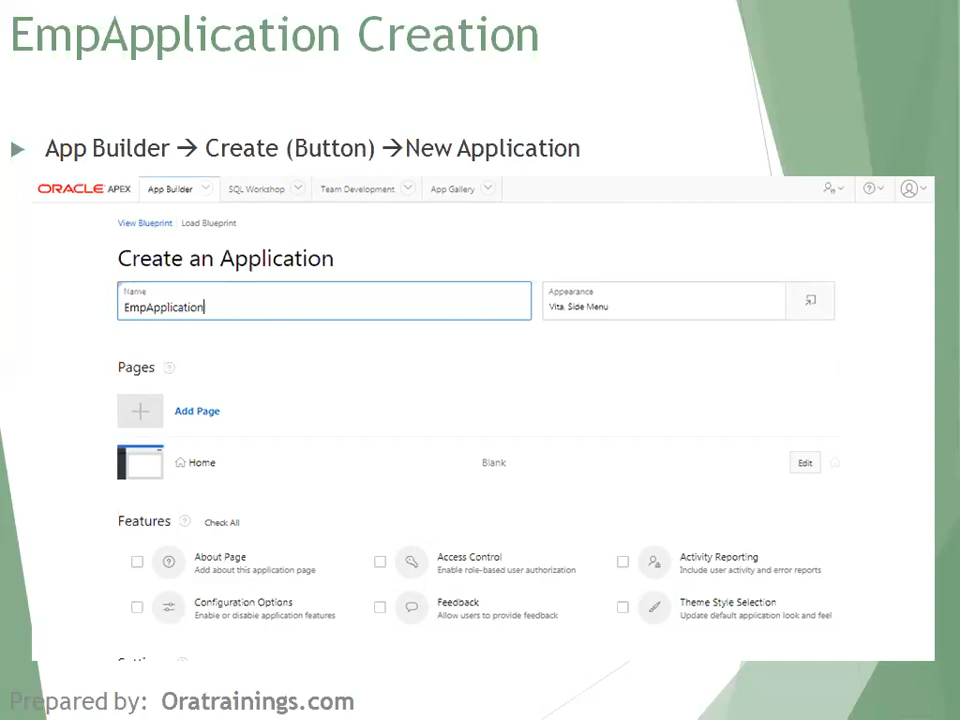 EmpApplication Creation
App Builder → Create (Button) →New Application
ORACLE APEX App Builder SQL Workshop Team Development App Gallery
View Blueprint Load Blueprint
Create an Application
Name
EmpApplication
Appearance
Vita, Side Menu
Pages
Add Page
Home Blank Edit
Features Check All
About Page
Add about this application page
Access Control
Enable role-based user authorization
Activity Reporting
Include user activity and error reports
Configuration Options
Enable or disable application features
Feedback
Allow users to provide feedback
Theme Style Selection
Update default application look and feel
Prepared by: Oratrainings.com